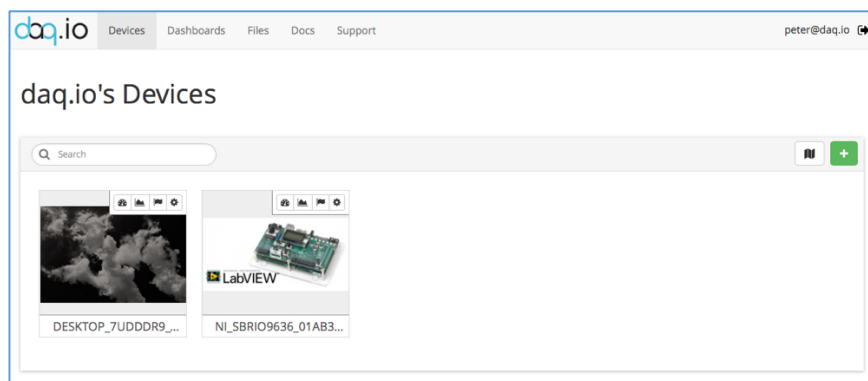 daq.io Devices Dashboards Files Docs Support peter@daq.io
daq.io's Devices
Search
LabVIEW
DESKTOP_7UDDDR9_... NI_SBRIO9636_01AB3...